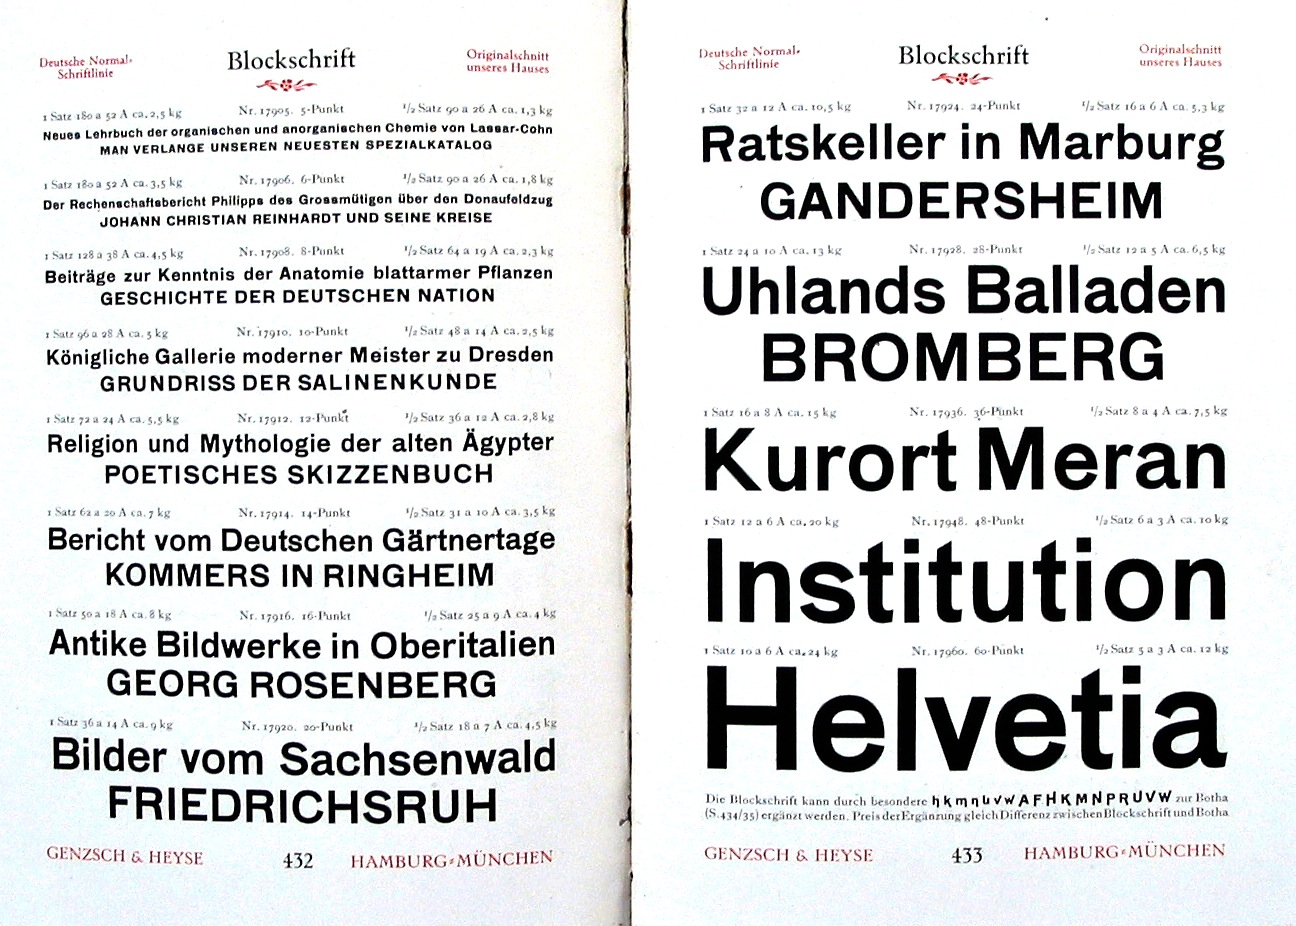 Deutsche Normal-
Schriftlinie
Blockschrift
Originalschnitt
unseres Hauses
1 Satz 180 a 52 A ca. 2,5 kg Nr. 17905. 5-Punkt 1/2 Satz 90 a 26 A ca. 1,3 kg
Neues Lehrbuch der organischen und anorganischen Chemie von Lassar-Cohn
MAN VERLANGE UNSEREN NEUESTEN SPEZIALKATALOG
1 Satz 180 a 52 A ca. 3,5 kg Nr. 17906. 6-Punkt 1/2 Satz 90 a 26 A ca. 1,8 kg
Der Rechenschaftsbericht Philipps des Grossmütigen über den Donaufeldzug
JOHANN CHRISTIAN REINHARDT UND SEINE KREISE
1 Satz 128 a 38 A ca. 4,5 kg Nr. 17908. 8-Punkt 1/2 Satz 64 a 19 A ca. 2,3 kg
Beiträge zur Kenntnis der Anatomie blattarmer Pflanzen
GESCHICHTE DER DEUTSCHEN NATION
1 Satz 96 a 28 A ca. 5 kg Nr. 17910. 10-Punkt 1/2 Satz 48 a 14 A ca. 2,5 kg
Königliche Gallerie moderner Meister zu Dresden
GRUNDRISS DER SALINENKUNDE
1 Satz 72 a 24 A ca. 5,5 kg Nr. 17912. 12-Punkt 1/2 Satz 36 a 12 A ca. 2,8 kg
Religion und Mythologie der alten Ägypter
POETISCHES SKIZZENBUCH
1 Satz 62 a 20 A ca. 7 kg Nr. 17914. 14-Punkt 1/2 Satz 31 a 10 A ca. 3,5 kg
Bericht vom Deutschen Gärtnertage
KOMMERS IN RINGHEIM
1 Satz 50 a 18 A ca. 8 kg Nr. 17916. 16-Punkt 1/2 Satz 25 a 9 A ca. 4 kg
Antike Bildwerke in Oberitalien
GEORG ROSENBERG
1 Satz 36 a 14 A ca. 9 kg Nr. 17920. 20-Punkt 1/2 Satz 18 a 7 A ca. 4,5 kg
Bilder vom Sachsenwald
FRIEDRICHSRUH
GENZSCH & HEYSE 432 HAMBURG-MÜNCHEN
Deutsche Normal-
Schriftlinie
Blockschrift
Originalschnitt
unseres Hauses
1 Satz 32 a 12 A ca. 10,5 kg Nr. 17924. 24-Punkt 1/2 Satz 16 a 6 A ca. 5,3 kg
Ratskeller in Marburg
GANDERSHEIM
1 Satz 24 a 10 A ca. 13 kg Nr. 17928. 28-Punkt 1/2 Satz 12 a 5 A ca. 6,5 kg
Uhlands Balladen
BROMBERG
1 Satz 16 a 8 A ca. 15 kg Nr. 17936. 36-Punkt 1/2 Satz 8 a 4 A ca. 7,5 kg
Kurort Meran
1 Satz 12 a 6 A ca. 20 kg Nr. 17948. 48-Punkt 1/2 Satz 6 a 3 A ca. 10 kg
Institution
1 Satz 10 a 6 A ca. 24 kg Nr. 17960. 60-Punkt 1/2 Satz 5 a 3 A ca. 12 kg
Helvetia
Die Blockschrift kann durch besondere h k m n u v w A F H K M N P R U V W zur Botha
(S. 434/35) ergänzt werden. Preis der Ergänzung gleich Differenz zwischen Blockschrift und Botha
GENZSCH & HEYSE 433 HAMBURG-MÜNCHEN